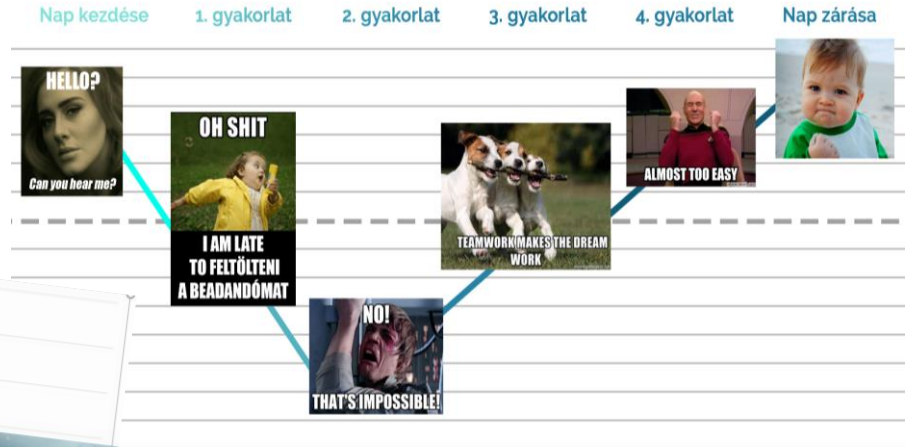 Nap kezdése
1. gyakorlat
2. gyakorlat
3. gyakorlat
4. gyakorlat
Nap zárása
HELLO?
Can you hear me?
OH SHIT
I AM LATE
TO FELTÖLTENI
A BEADANDÓMAT
NO!
THAT'S IMPOSSIBLE!
TEAMWORK MAKES THE DREAM
WORK
ALMOST TOO EASY